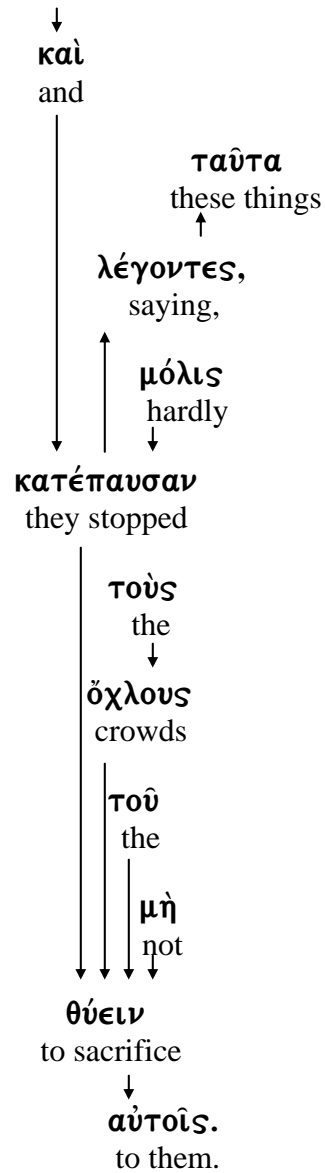 καὶ
and
ταῦτα
these things
λέγοντες,
saying,
μόλις
hardly
κατέπαυσαν
they stopped
τοὺς
the
ὄχλους
crowds
τοῦ
the
μὴ
not
θύειν
to sacrifice
αὐτοῖς.
to them.